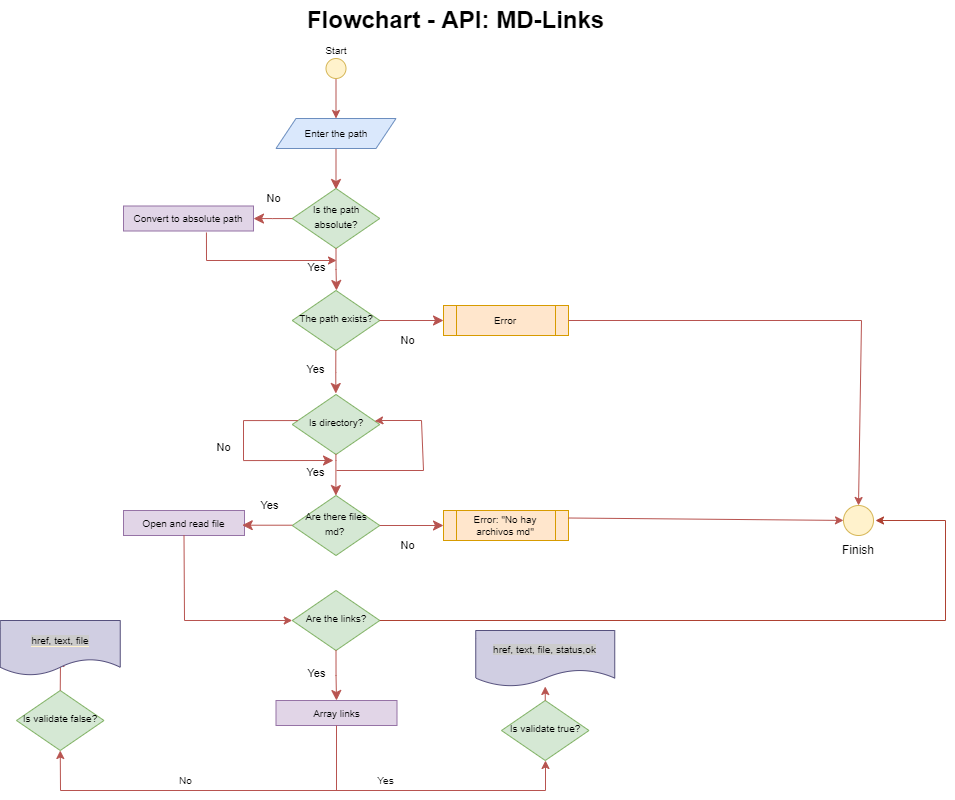 Flowchart - API: MD-Links
Start
Enter the path
No
Is the path
absolute?
Convert to absolute path
Yes
The path exists?
Error
No
Yes
Is directory?
No
Yes
Yes
Open and read file
Are there files
md?
Error: "No hay
archivos md"
No
Finish
Are the links?
href, text, file
href, text, file, status,ok
Yes
Array links
Is validate false?
Is validate true?
No
Yes